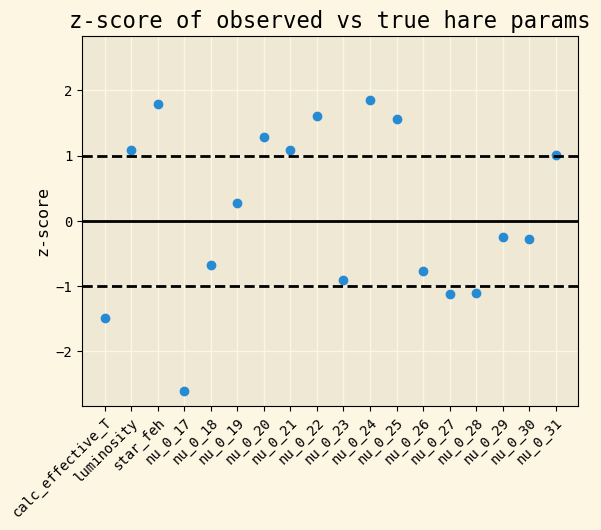 z-score of observed vs true hare params
z-score
2
1
0
−1
−2
calc_effective_T
luminosity
star_feh
nu_0_17
nu_0_18
nu_0_19
nu_0_20
nu_0_21
nu_0_22
nu_0_23
nu_0_24
nu_0_25
nu_0_26
nu_0_27
nu_0_28
nu_0_29
nu_0_30
nu_0_31